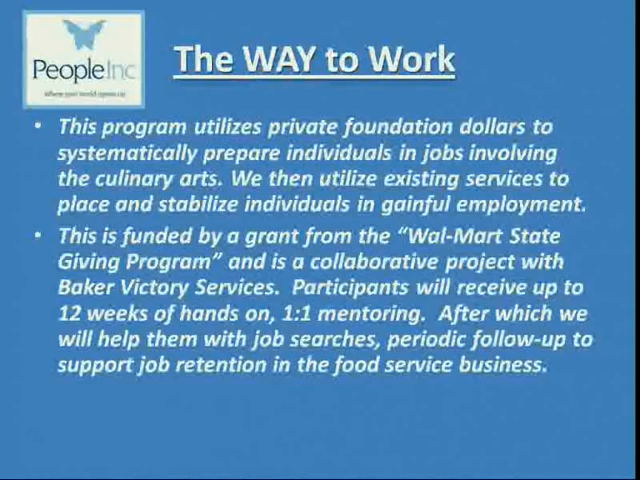 PeopleInc
The WAY to Work
• This program utilizes private foundation dollars to
systematically prepare individuals in jobs involving
the culinary arts. We then utilize existing services to
place and stabilize individuals in gainful employment.
• This is funded by a grant from the “Wal-Mart State
Giving Program” and is a collaborative project with
Baker Victory Services.  Participants will receive up to
12 weeks of hands on, 1:1 mentoring.  After which we
will help them with job searches, periodic follow-up to
support job retention in the food service business.